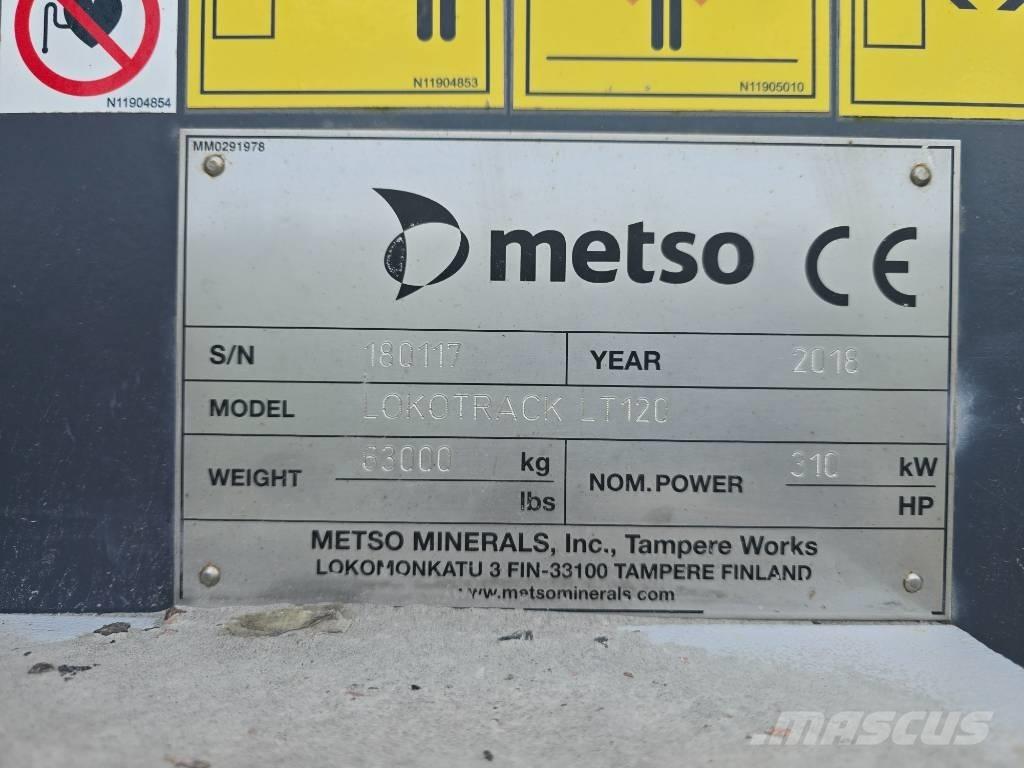 N11904854
N11904853
N11905010
MM0291978
metso CE
S/N 180117 YEAR 2018
MODEL LOKOTRACK LT120
WEIGHT 63000 kg NOM.POWER 310 kW
lbs HP
METSO MINERALS, Inc., Tampere Works
LOKOMONKATU 3 FIN-33100 TAMPERE FINLAND
www.metsominerals.com
MASCUS